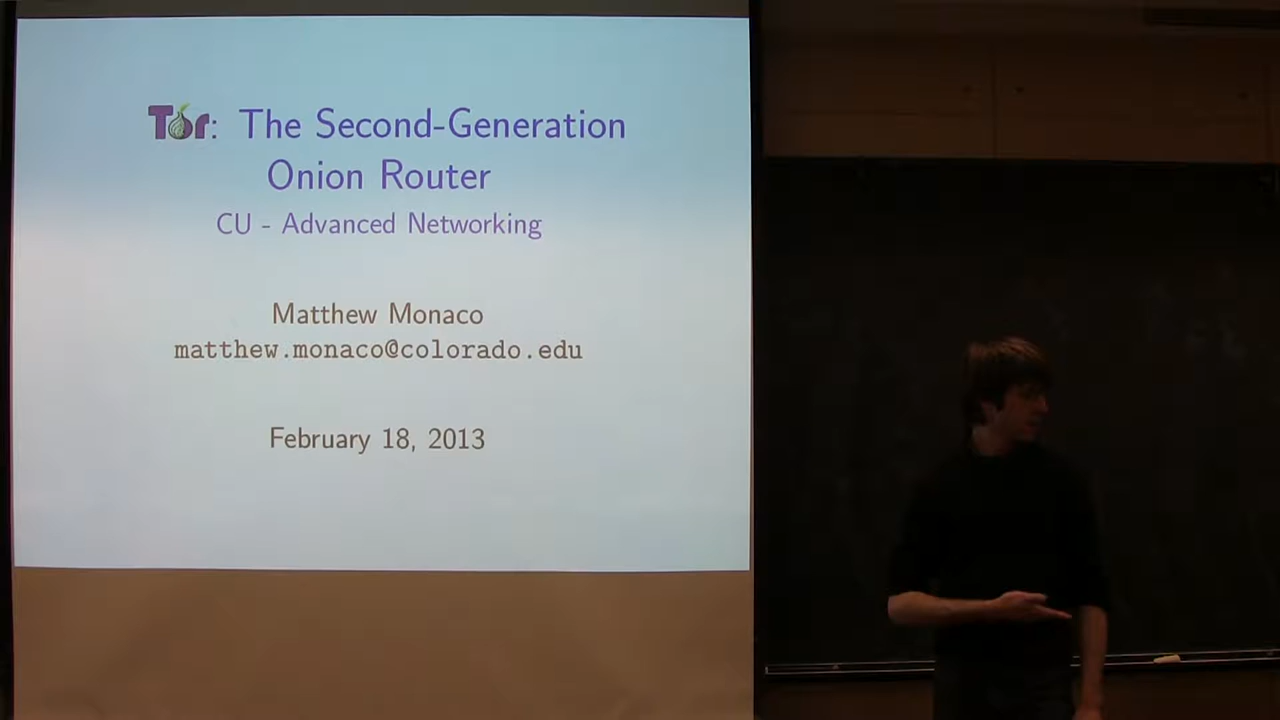 Tor: The Second-Generation
Onion Router
CU - Advanced Networking
Matthew Monaco
matthew.monaco@colorado.edu
February 18, 2013